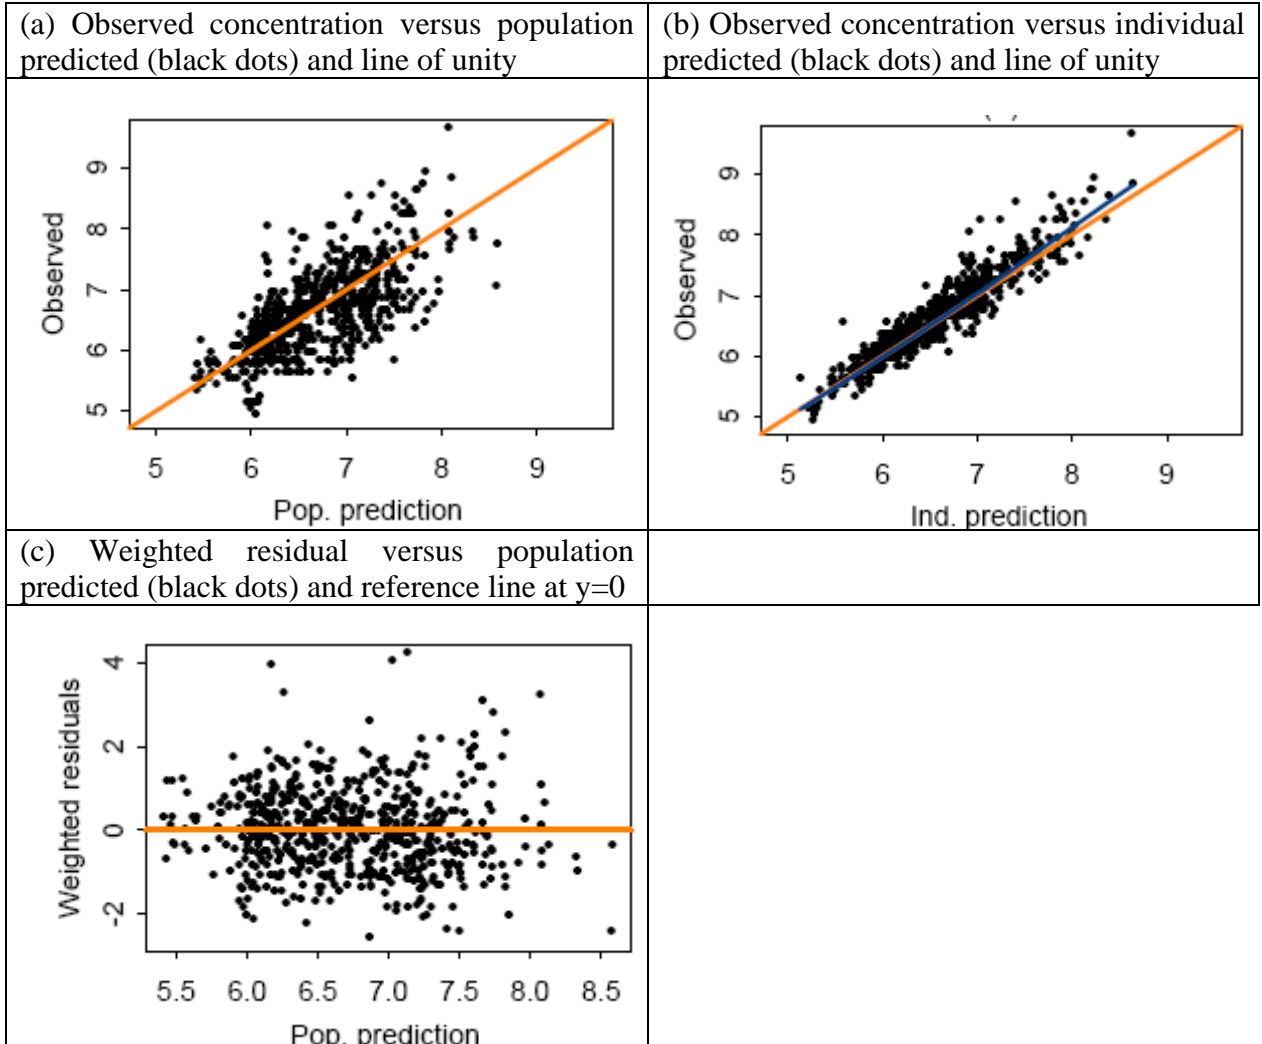 (a) Observed concentration versus population
predicted (black dots) and line of unity
(b) Observed concentration versus individual
predicted (black dots) and line of unity
9
8
7
6
5
Observed
5 6 7 8 9
Pop. prediction
9
8
7
6
5
Observed
5 6 7 8 9
Ind. prediction
(c) Weighted residual versus population
predicted (black dots) and reference line at y=0
4
2
0
-2
Weighted residuals
5.5 6.0 6.5 7.0 7.5 8.0 8.5
Pop. prediction